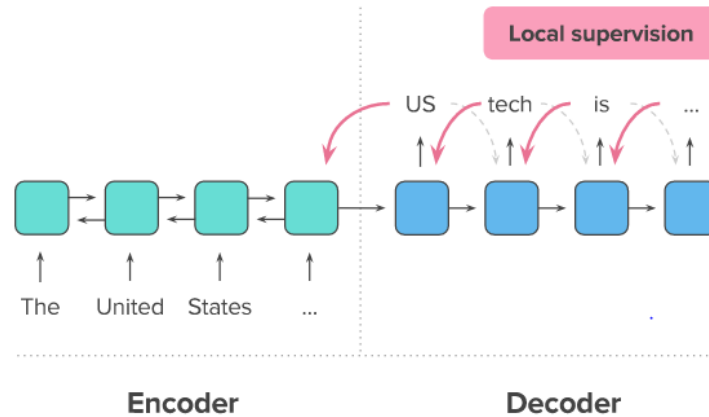 Local supervision
US tech is ...
The United States ...
Encoder Decoder